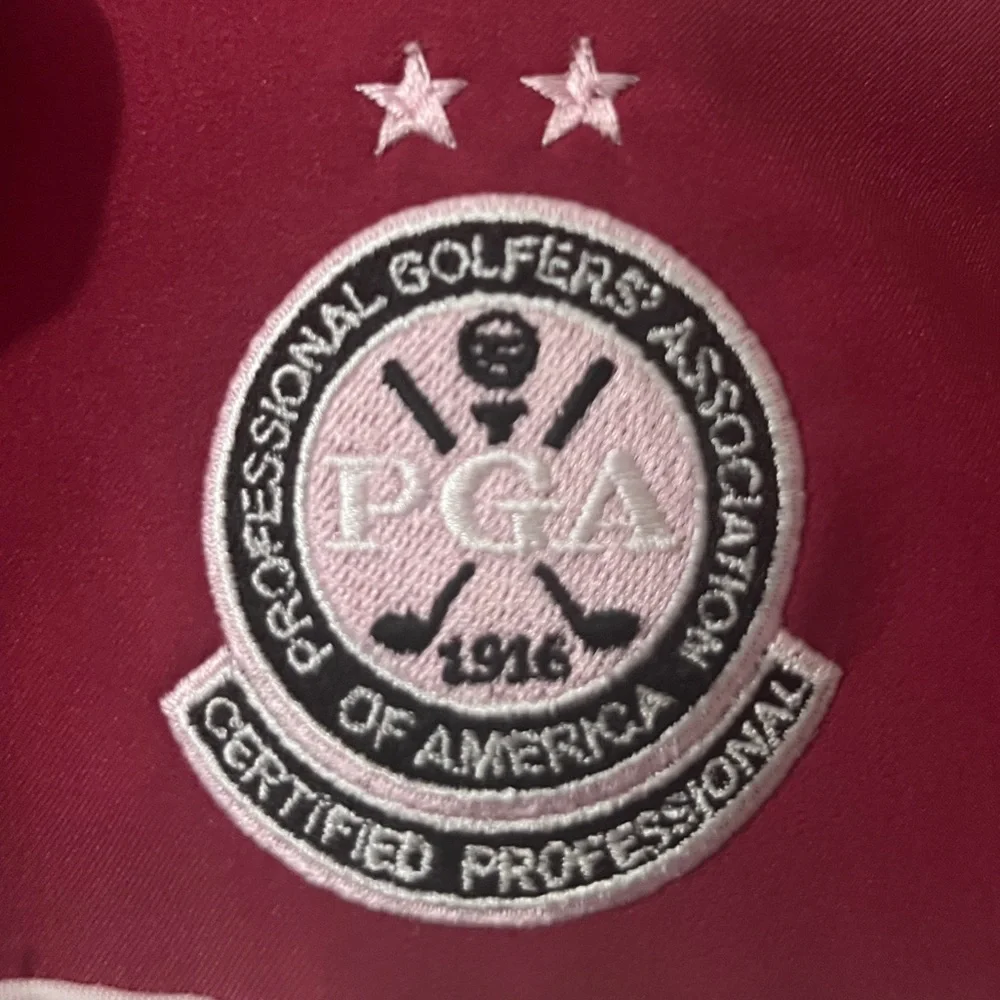 PROFESSIONAL GOLFERS' ASSOCIATION
PGA
1916
OF AMERICA
CERTIFIED PROFESSIONAL